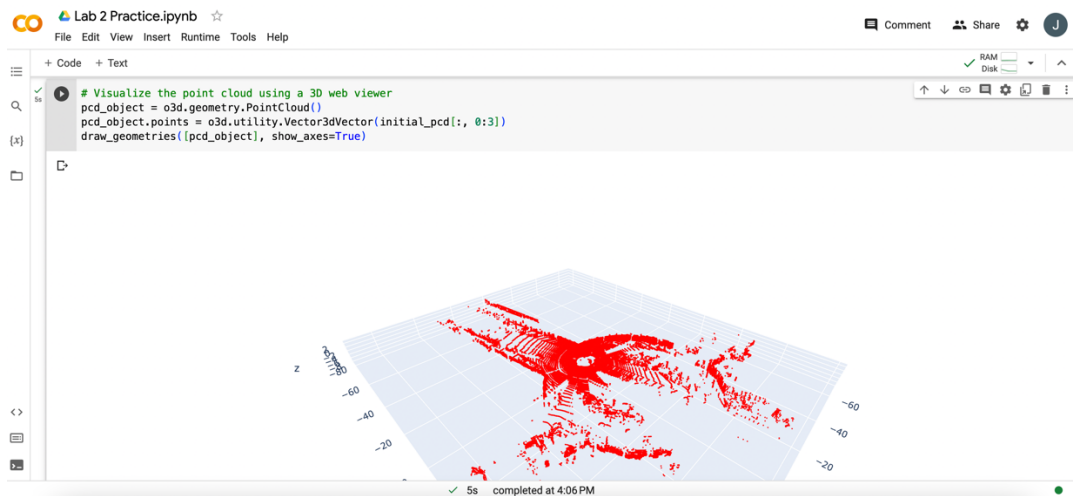 Lab 2 Practice.ipynb
File Edit View Insert Runtime Tools Help
Comment Share J
+ Code + Text
RAM
Disk
5s
# Visualize the point cloud using a 3D web viewer
pcd_object = o3d.geometry.PointCloud()
pcd_object.points = o3d.utility.Vector3dVector(initial_pcd[:, 0:3])
draw_geometries([pcd_object], show_axes=True)
{x}
z
−60
−40
−20
−60
−40
−20
5s completed at 4:06 PM